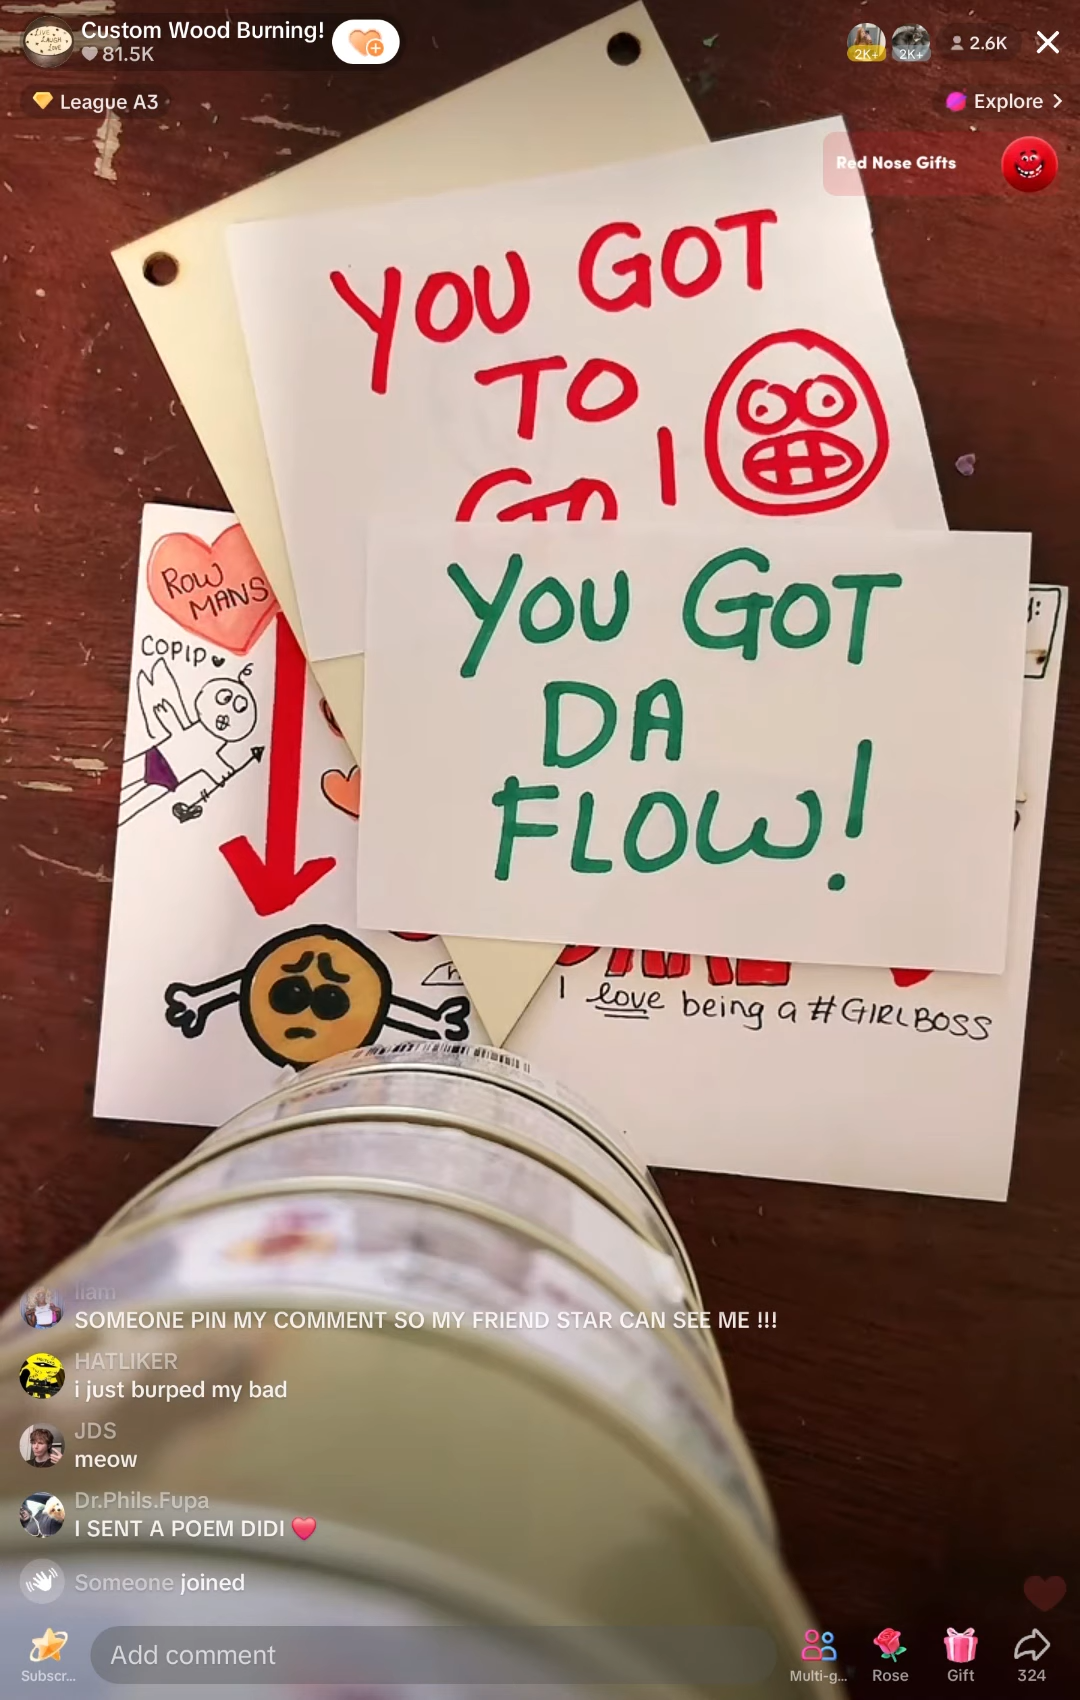 Custom Wood Burning!
81.5K
2K+
2K+
2.6K
League A3
Explore
Red Nose Gifts
YOU GOT
TO
GO!
YOU GOT
DA
FLOW!
ROW
MANS
COPIP
I love being a #GIRLBOSS
liam
SOMEONE PIN MY COMMENT SO MY FRIEND STAR CAN SEE ME !!!
HATLIKER
i just burped my bad
JDS
meow
Dr.Phils.Fupa
I SENT A POEM DIDI ❤️
Someone joined
Add comment
Subscr...
Multi-g...
Rose
Gift
324